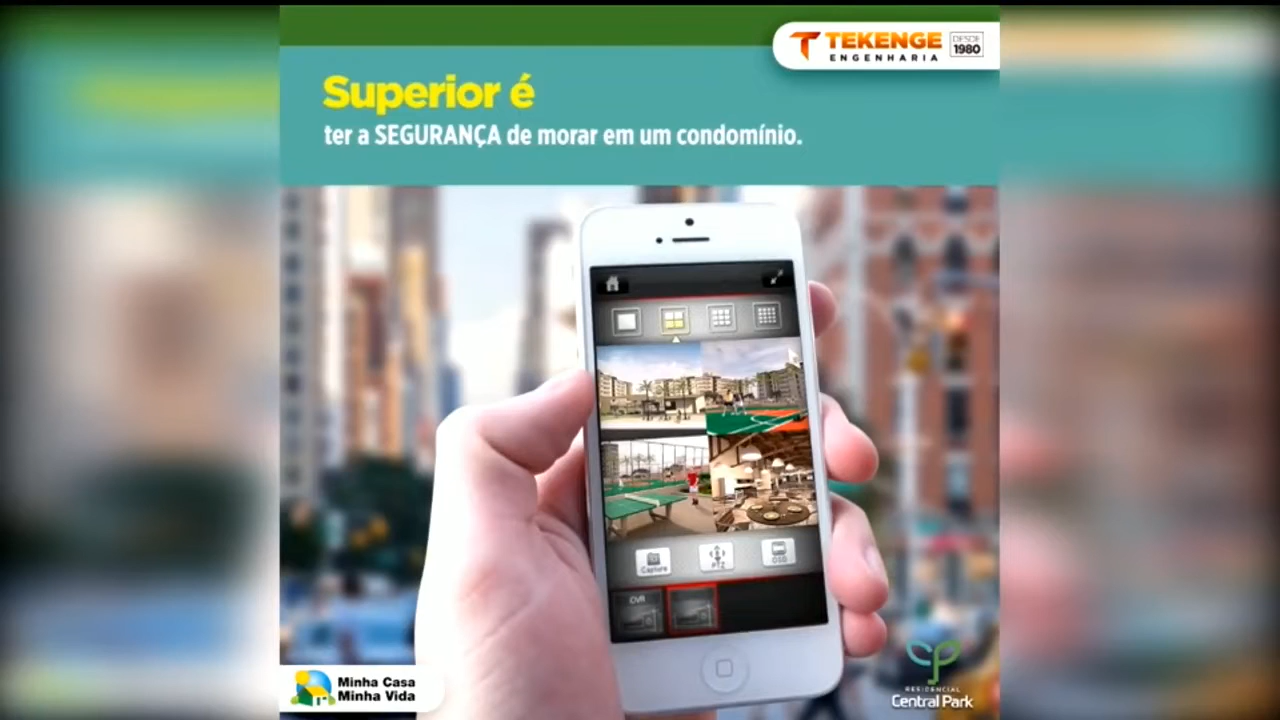 TEKENGE
ENGENHARIA
DESDE
1980
Superior é
ter a SEGURANÇA de morar em um condomínio.
Capture
PTZ
OSD
DVR
Minha Casa
Minha Vida
RESIDENCIAL
Central Park